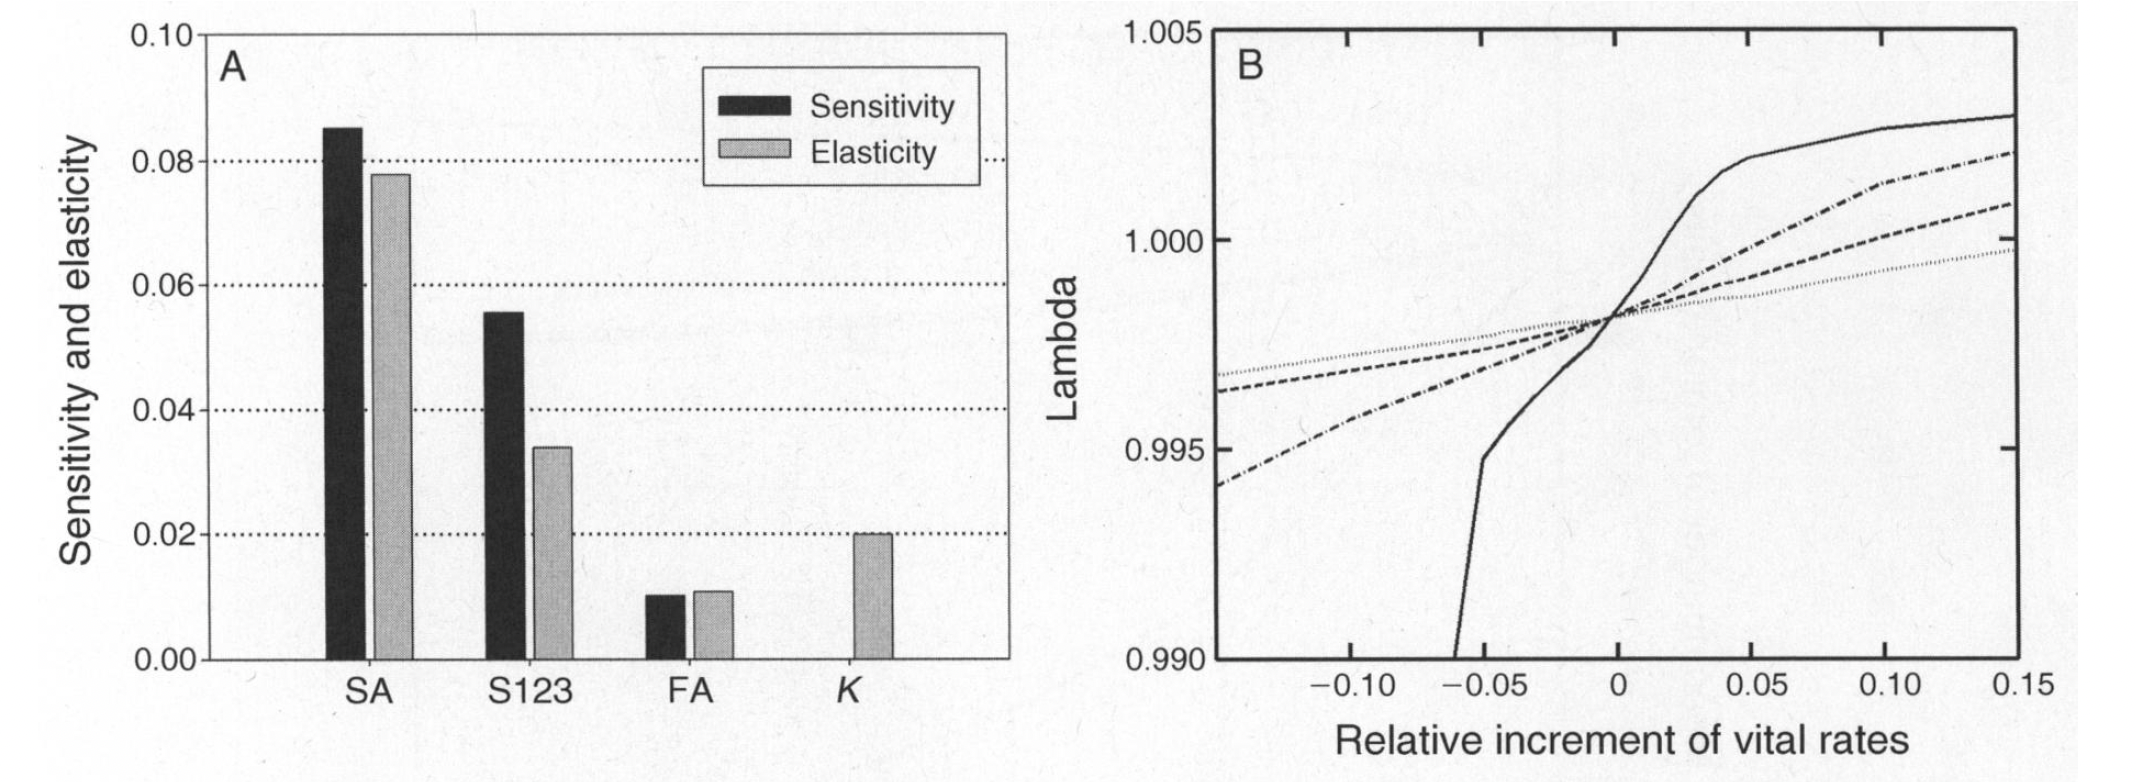 A
Sensitivity
Elasticity
Sensitivity and elasticity
0.10
0.08
0.06
0.04
0.02
0.00
SA S123 FA K
B
Lambda
1.005
1.000
0.995
0.990
−0.10 −0.05 0 0.05 0.10 0.15
Relative increment of vital rates